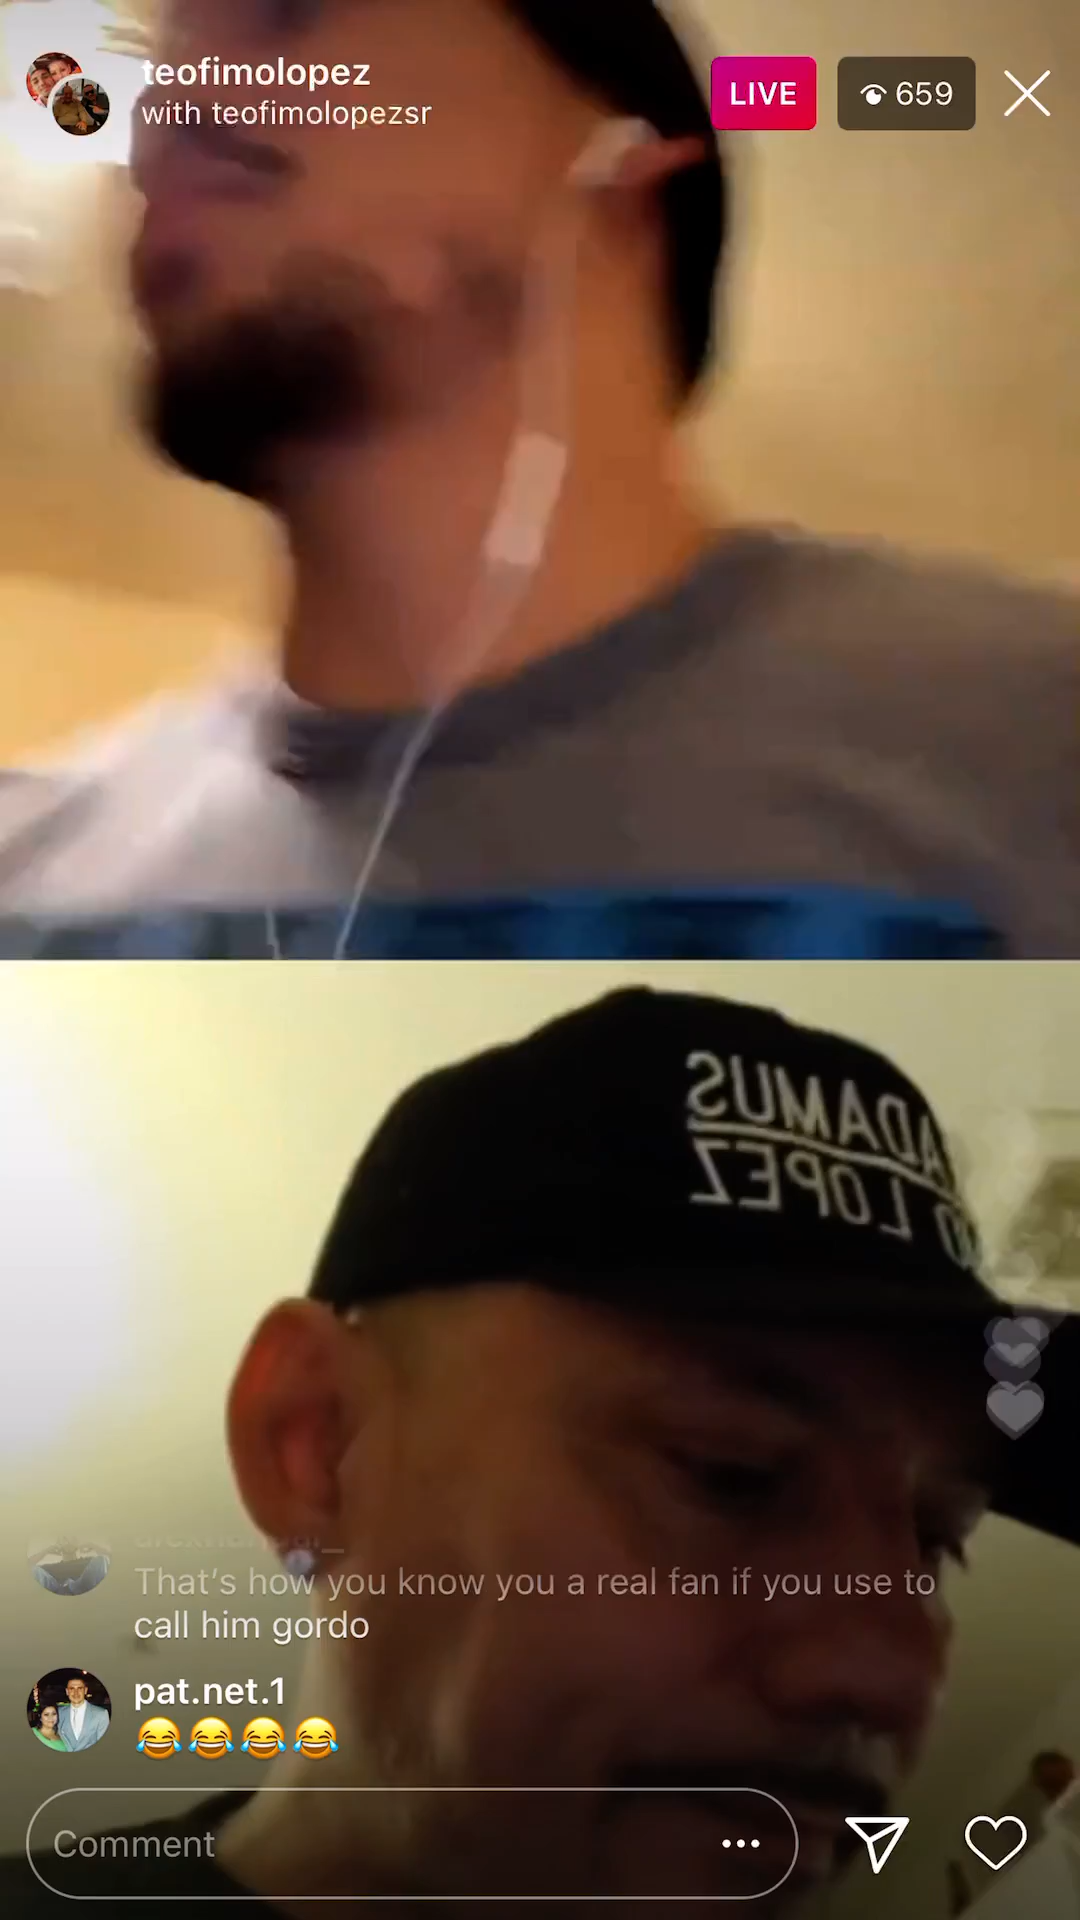 teofimolopez
with teofimolopezsr
LIVE
659
ADAMUS
LOPEZ
That's how you know you a real fan if you use to
call him gordo
pat.net.1
😂😂😂😂
Comment